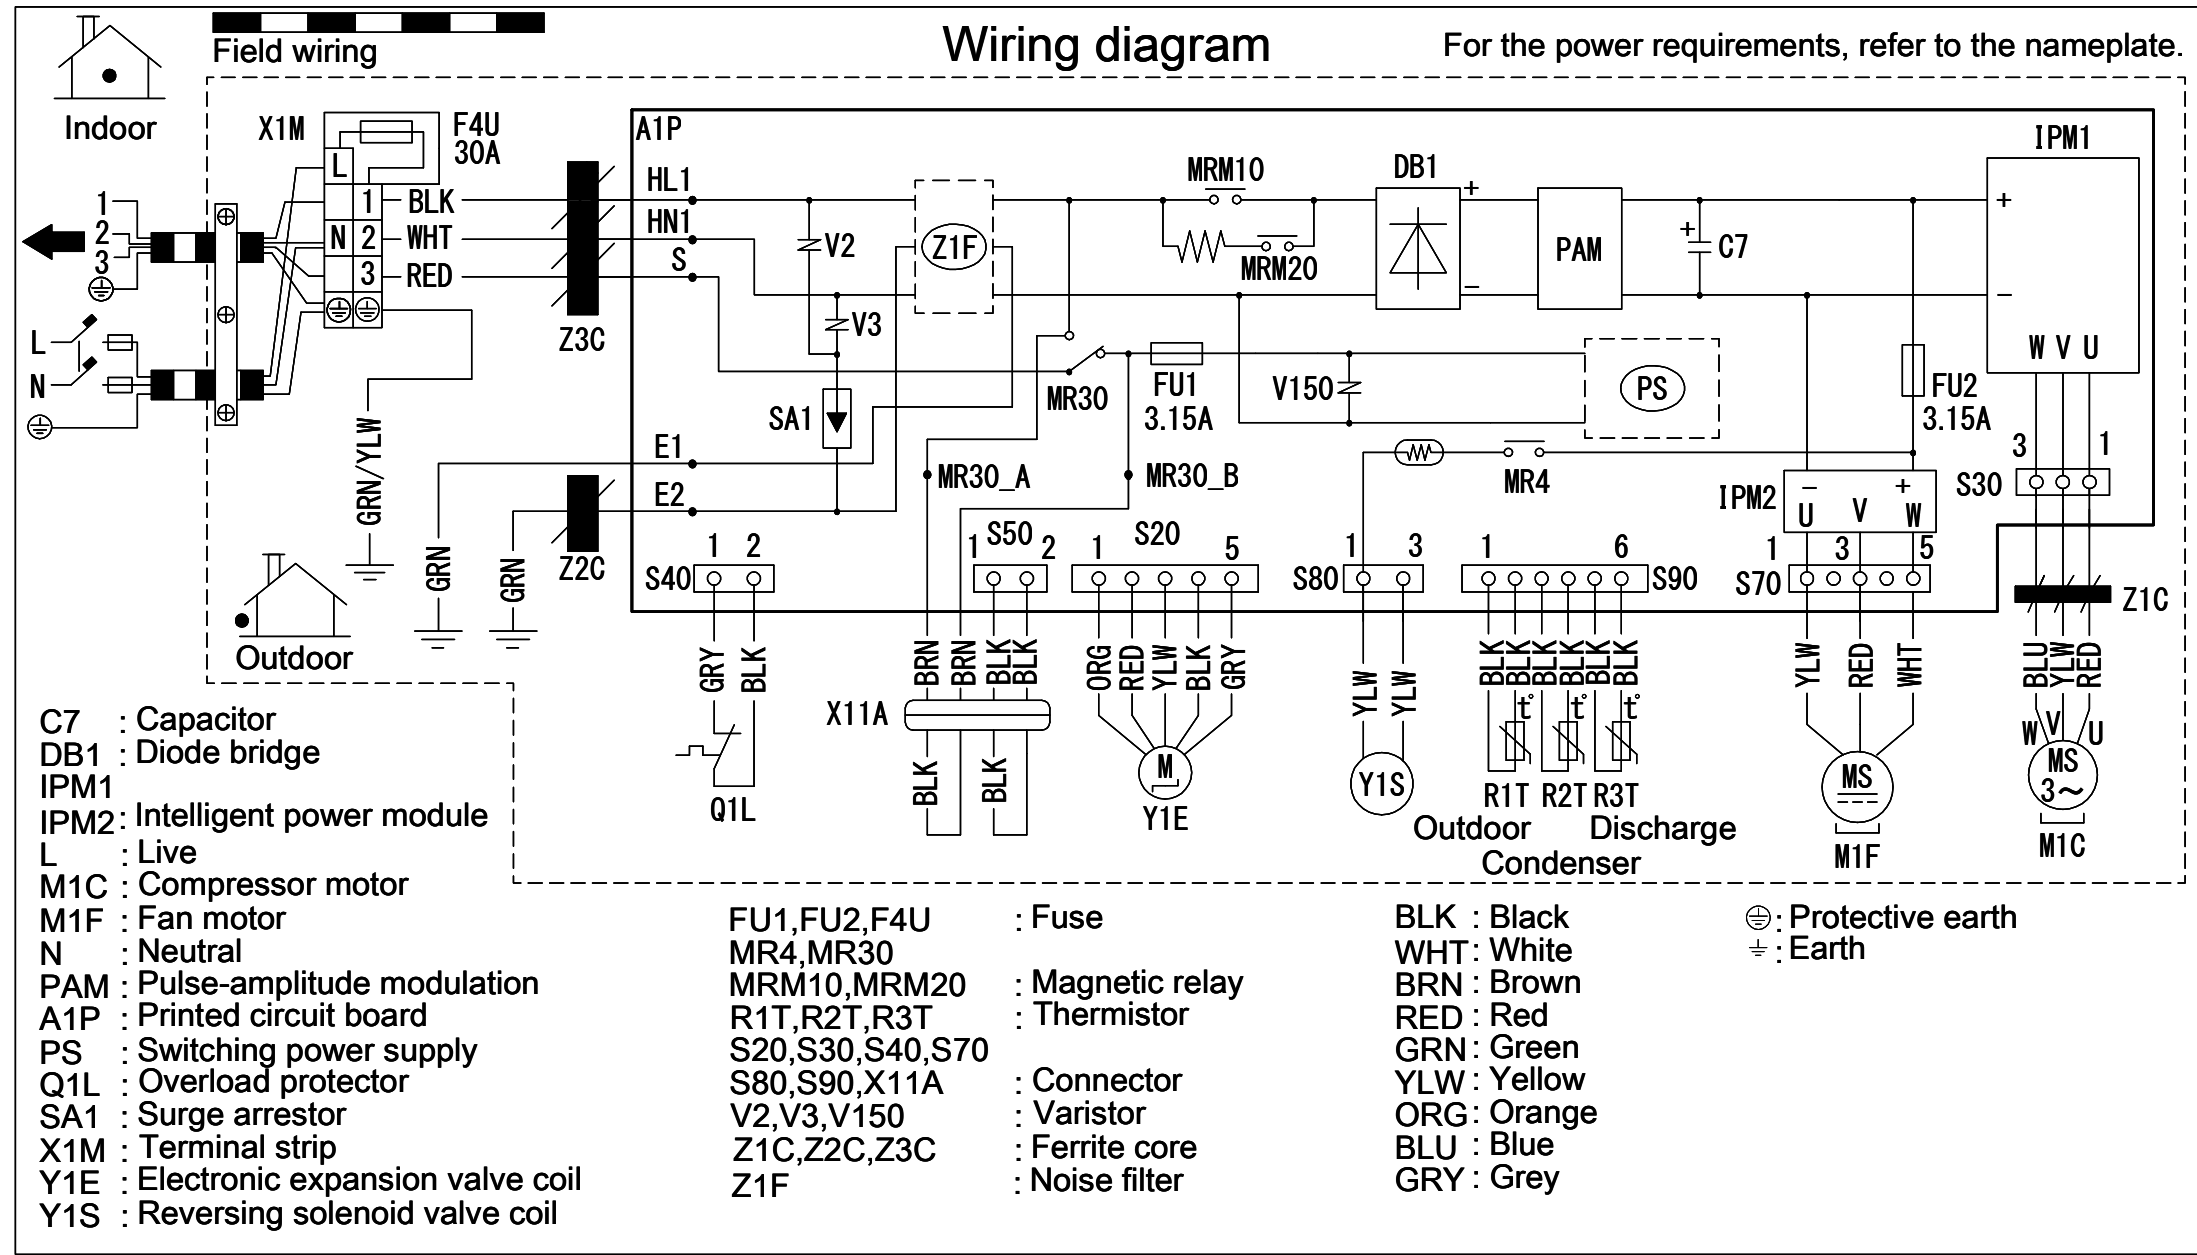 Field wiring
Wiring diagram
For the power requirements, refer to the nameplate.
Indoor
X1M
F4U
30A
A1P
IPM1
L
1
BLK
N
2
WHT
3
RED
1
2
3
L
N
Z3C
HL1
HN1
S
V2
Z1F
V3
SA1
MRM10
MRM20
DB1
+
−
PAM
+
C7
+
−
W V U
MR30
FU1
3.15A
V150
PS
FU2
3.15A
GRN/YLW
E1
E2
Z2C
GRN
GRN
MR30_A
MR30_B
MR4
IPM2
− +
U V W
3 1
S30
Z1C
1 2
S40
1 S50 2
1 S20 5
1 3
S80
1 6
S90
1 3 5
S70
Outdoor
GRY
BLK
Q1L
BRN
BRN
BLK
BLK
X11A
BLK
BLK
ORG
RED
YLW
BLK
GRY
M
Y1E
YLW
YLW
Y1S
BLK
BLK
BLK
BLK
BLK
BLK
t° t° t°
R1T R2T R3T
Outdoor Discharge
Condenser
YLW
RED
WHT
MS
M1F
BLU
YLW
RED
W V U
MS
3~
M1C
C7 : Capacitor
DB1 : Diode bridge
IPM1
IPM2 : Intelligent power module
L : Live
M1C : Compressor motor
M1F : Fan motor
N : Neutral
PAM : Pulse-amplitude modulation
A1P : Printed circuit board
PS : Switching power supply
Q1L : Overload protector
SA1 : Surge arrestor
X1M : Terminal strip
Y1E : Electronic expansion valve coil
Y1S : Reversing solenoid valve coil
FU1,FU2,F4U : Fuse
MR4,MR30
MRM10,MRM20 : Magnetic relay
R1T,R2T,R3T : Thermistor
S20,S30,S40,S70
S80,S90,X11A : Connector
V2,V3,V150 : Varistor
Z1C,Z2C,Z3C : Ferrite core
Z1F : Noise filter
BLK : Black
WHT: White
BRN : Brown
RED : Red
GRN : Green
YLW : Yellow
ORG : Orange
BLU : Blue
GRY : Grey
: Protective earth
: Earth